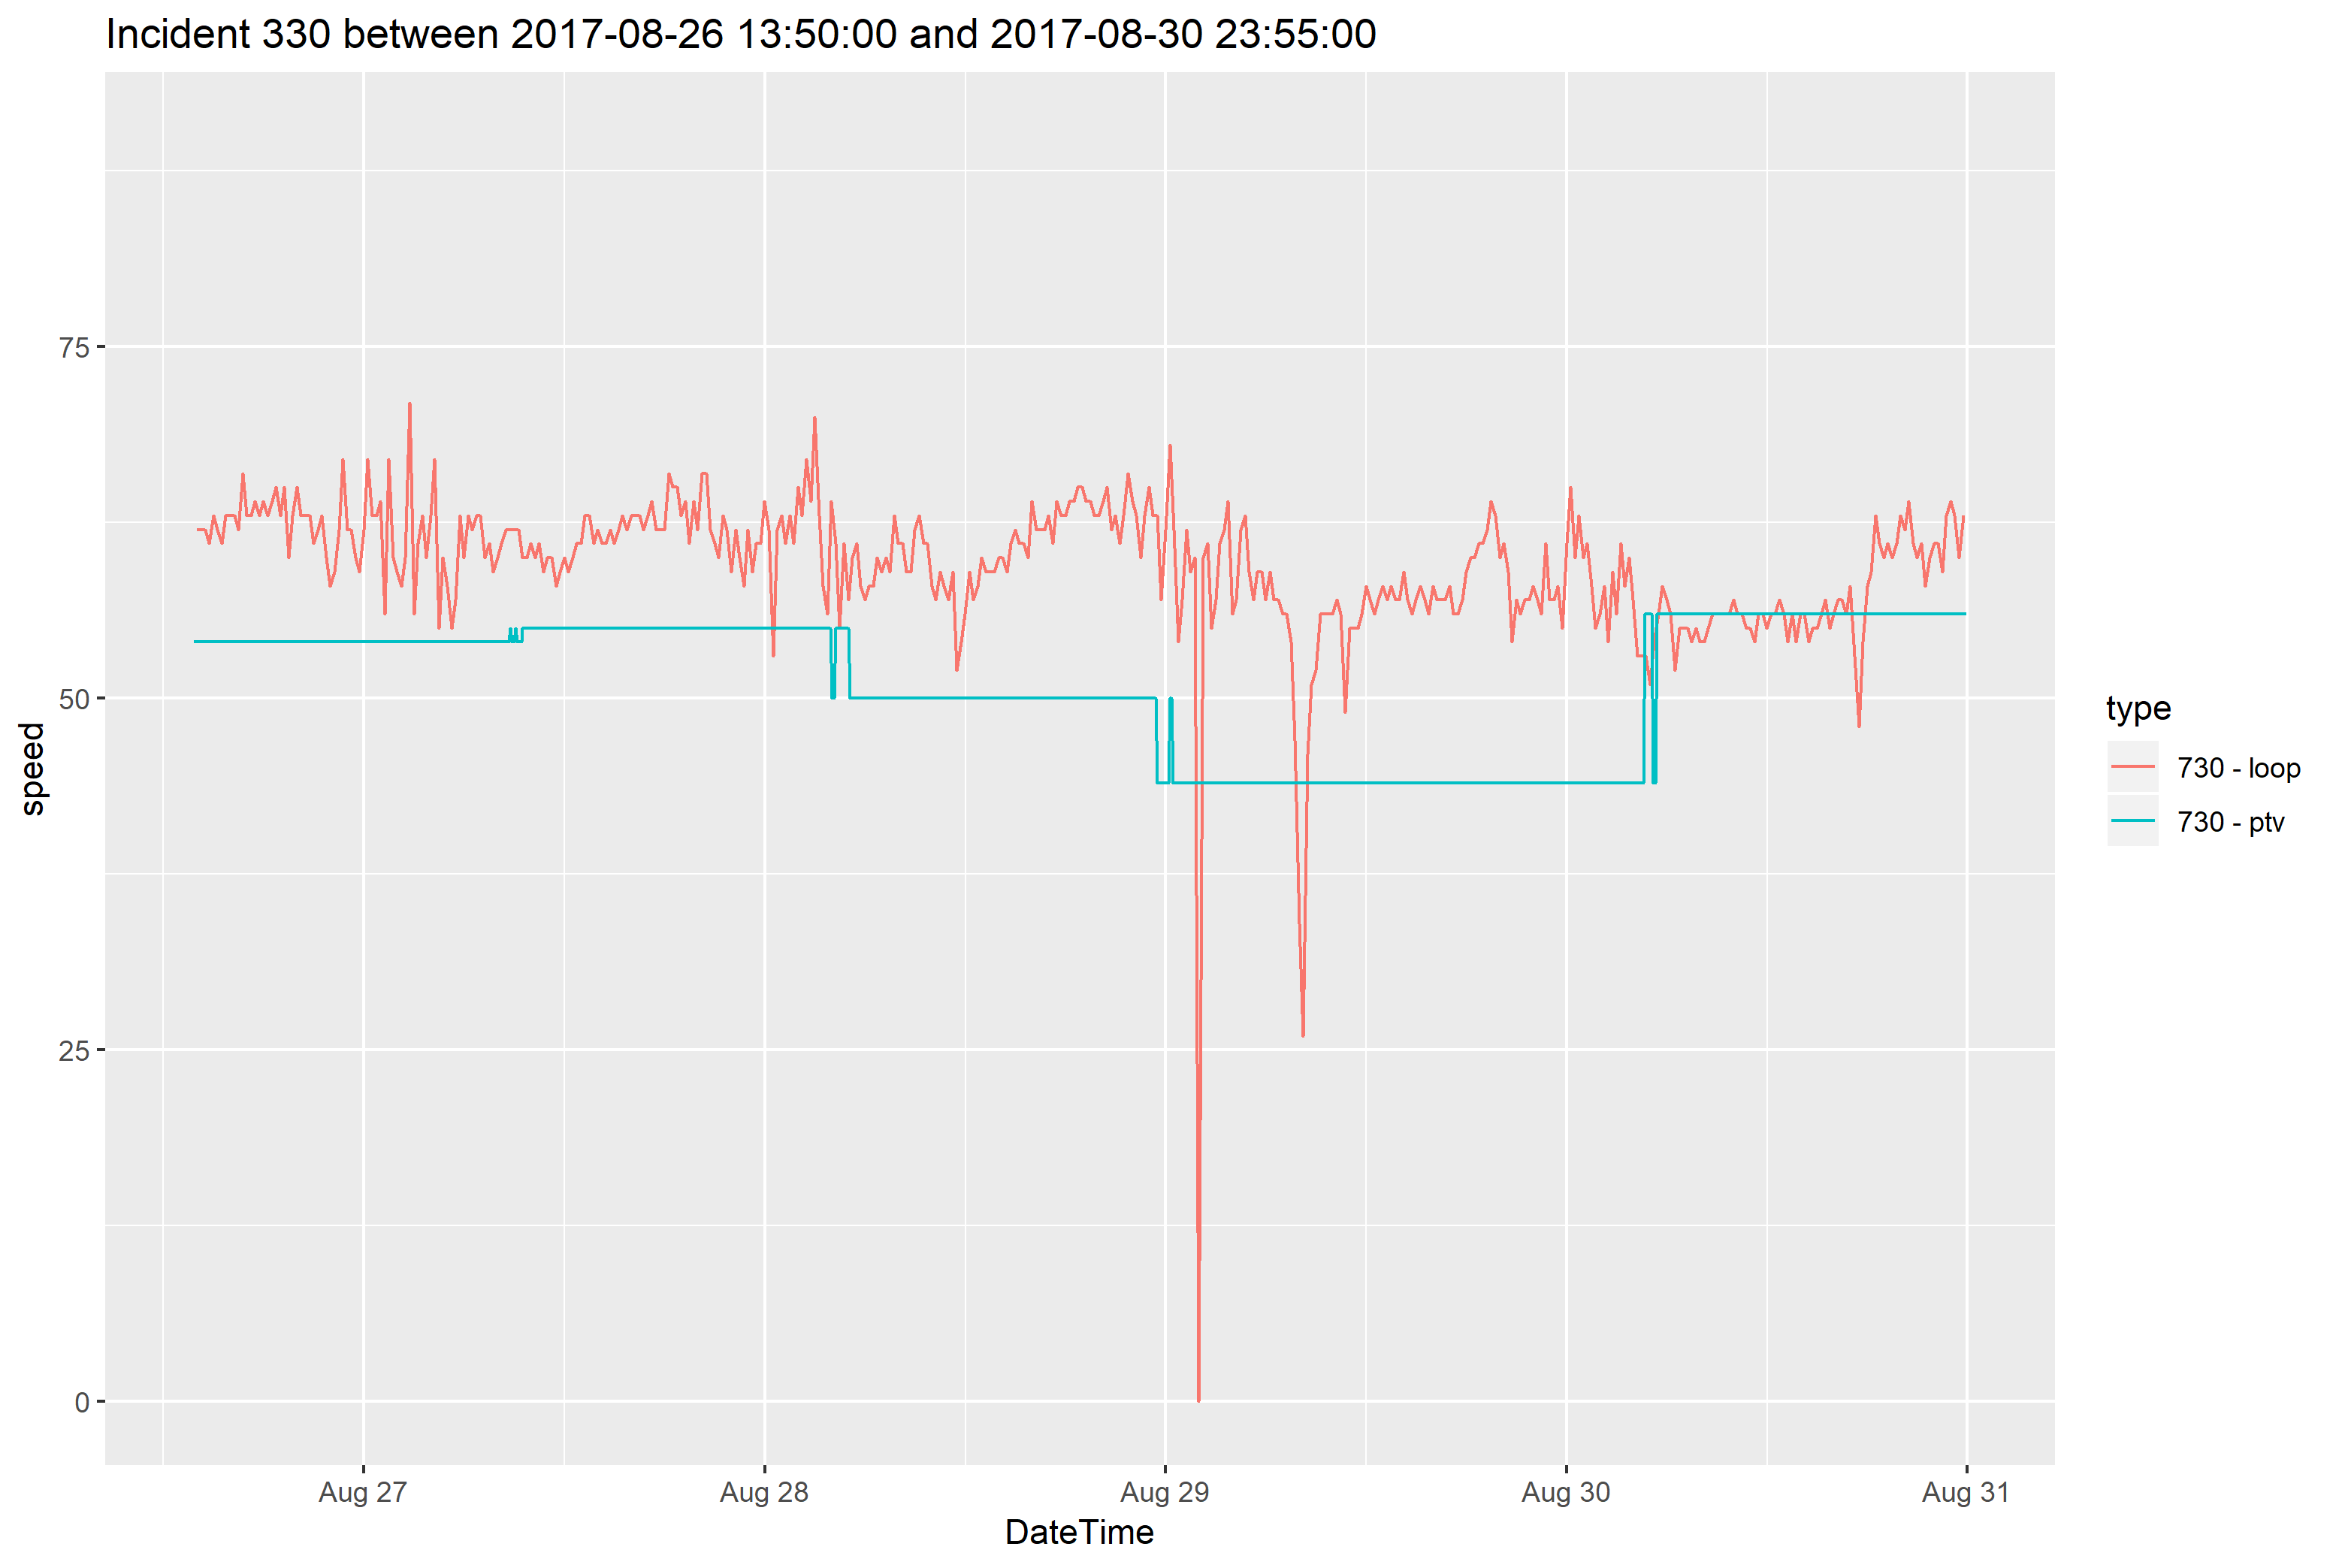 Incident 330 between 2017-08-26 13:50:00 and 2017-08-30 23:55:00
75
50
25
0
speed
Aug 27
Aug 28
Aug 29
Aug 30
Aug 31
DateTime
type
730 - loop
730 - ptv